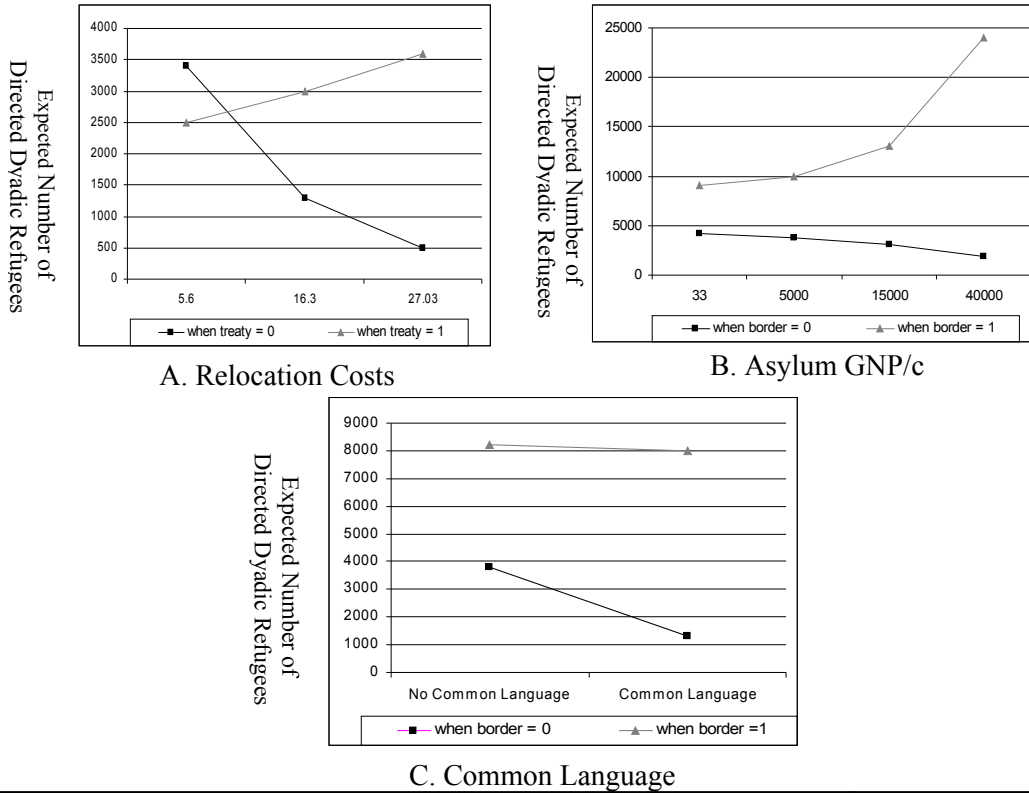 Expected Number of
Directed Dyadic Refugees
4000
3500
3000
2500
2000
1500
1000
500
0
5.6 16.3 27.03
when treaty = 0 when treaty = 1
A. Relocation Costs
Expected Number of
Directed Dyadic Refugees
25000
20000
15000
10000
5000
0
33 5000 15000 40000
when border = 0 when border = 1
B. Asylum GNP/c
Expected Number of
Directed Dyadic Refugees
9000
8000
7000
6000
5000
4000
3000
2000
1000
0
No Common Language Common Language
when border = 0 when border =1
C. Common Language